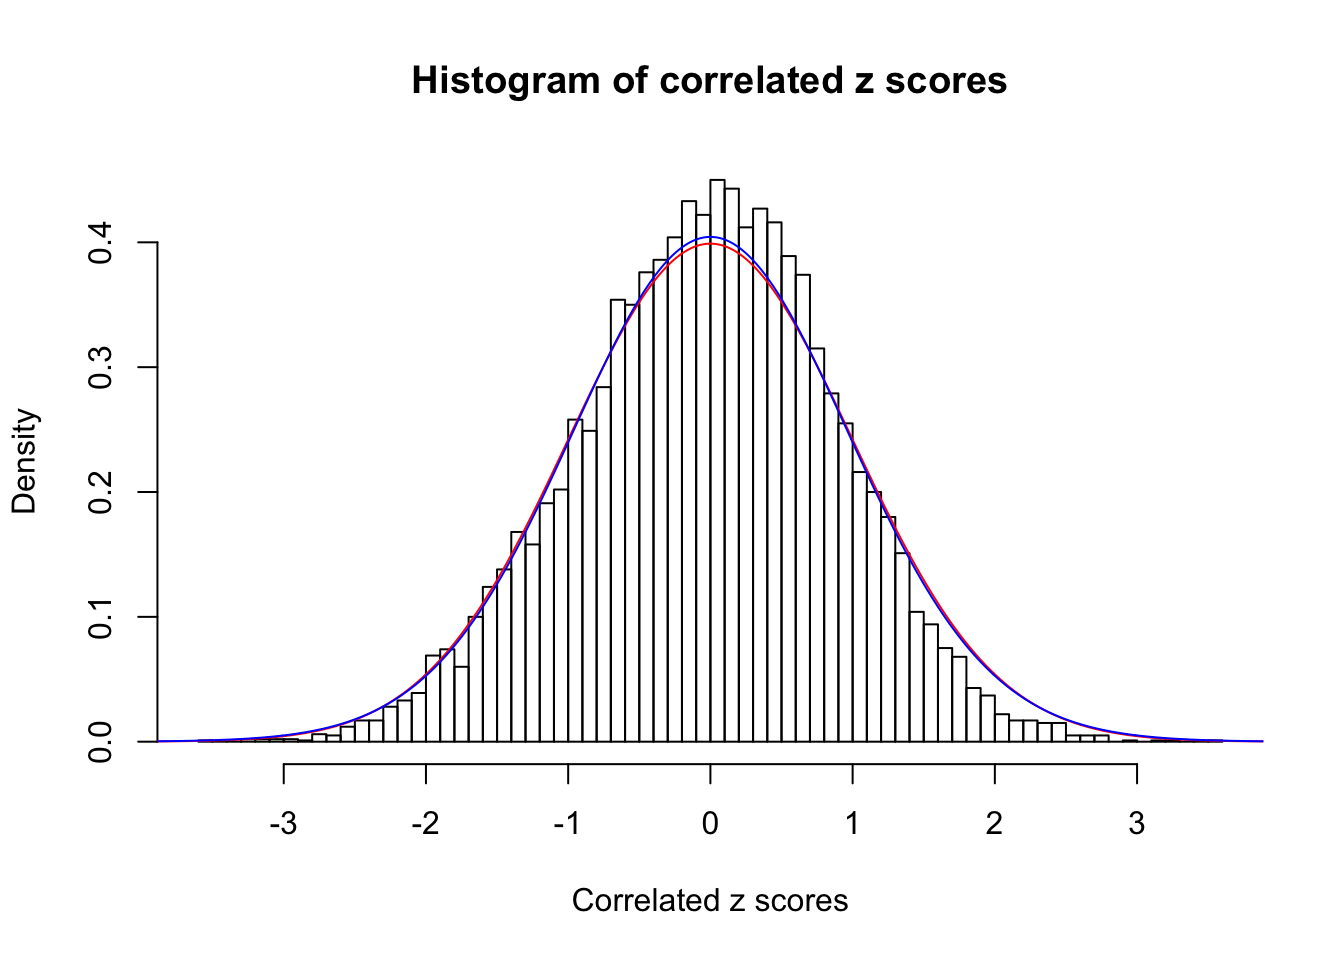 Histogram of correlated z scores
Density
0.4
0.3
0.2
0.1
0.0
-3 -2 -1 0 1 2 3
Correlated z scores